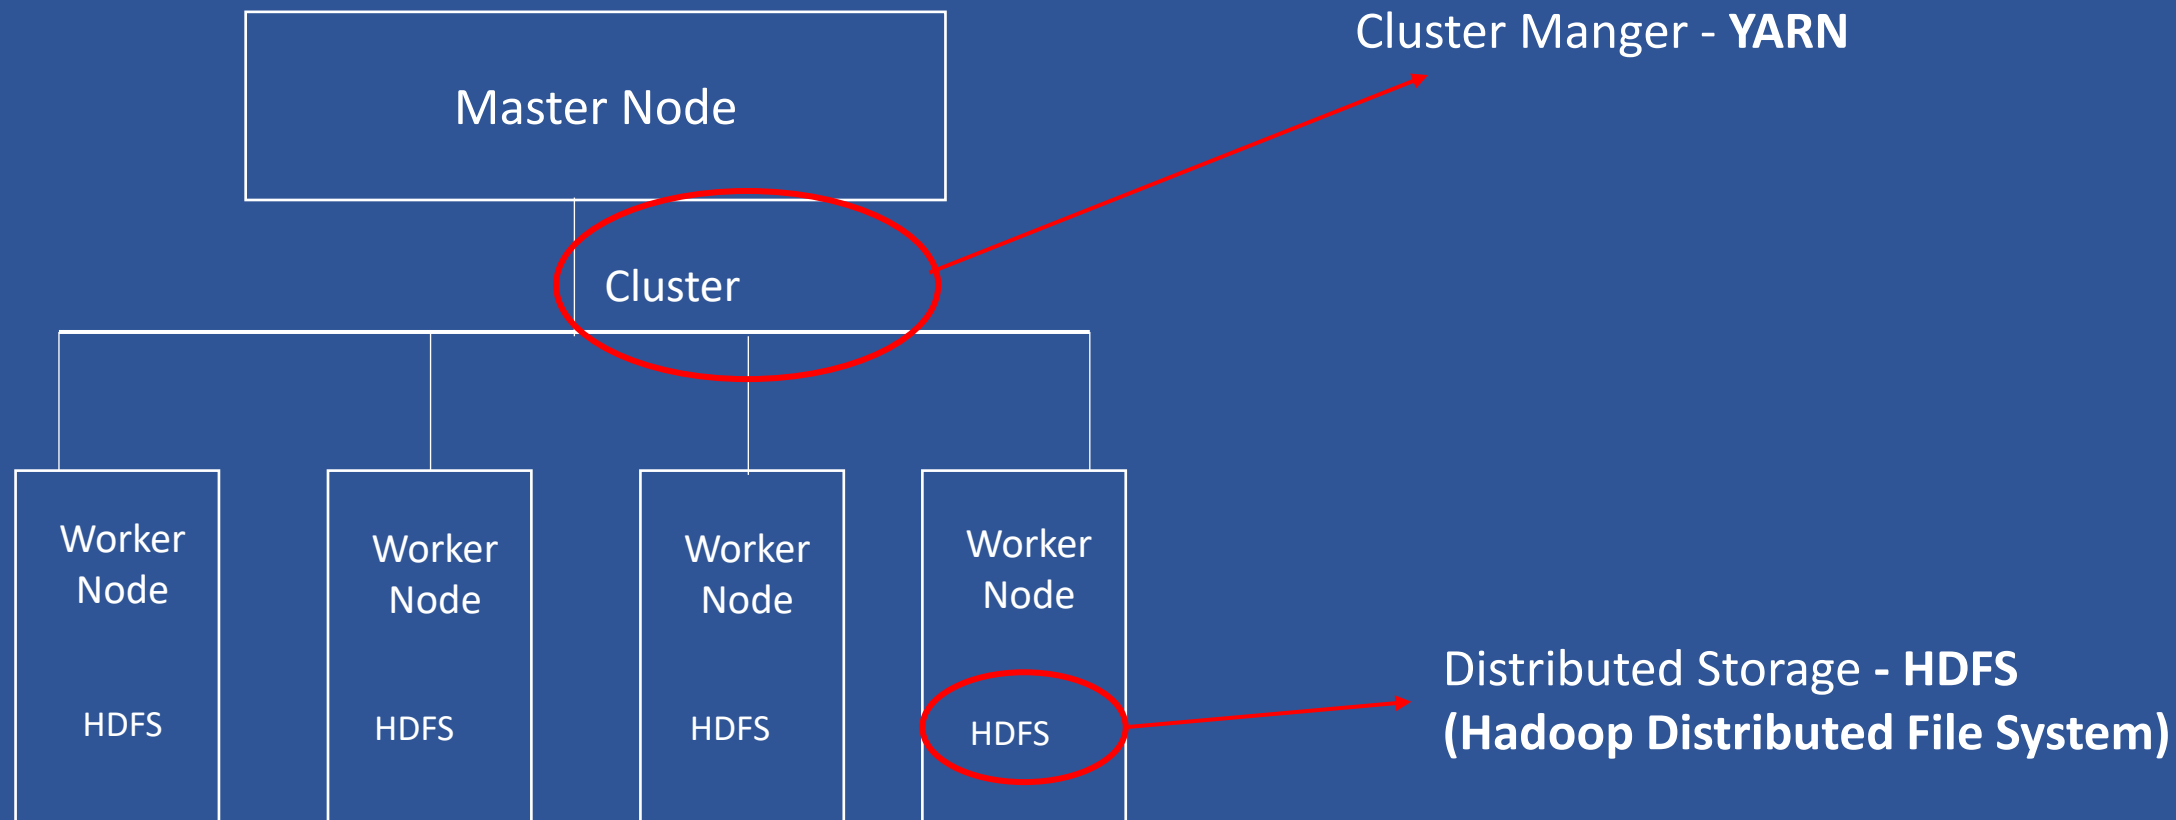 Cluster Manger - YARN
Master Node
Cluster
Worker
Node
HDFS
Worker
Node
HDFS
Worker
Node
HDFS
Worker
Node
HDFS
Distributed Storage - HDFS
(Hadoop Distributed File System)